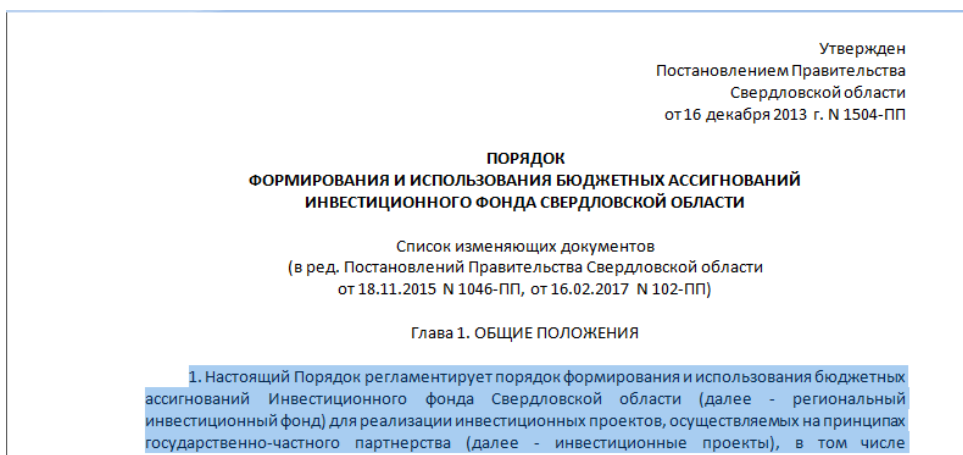 Утвержден
Постановлением Правительства
Свердловской области
от 16 декабря 2013 г. N 1504-ПП
ПОРЯДОК
ФОРМИРОВАНИЯ И ИСПОЛЬЗОВАНИЯ БЮДЖЕТНЫХ АССИГНОВАНИЙ
ИНВЕСТИЦИОННОГО ФОНДА СВЕРДЛОВСКОЙ ОБЛАСТИ
Список изменяющих документов
(в ред. Постановлений Правительства Свердловской области
от 18.11.2015 N 1046-ПП, от 16.02.2017 N 102-ПП)
Глава 1. ОБЩИЕ ПОЛОЖЕНИЯ
1. Настоящий Порядок регламентирует порядок формирования и использования бюджетных
ассигнований Инвестиционного фонда Свердловской области (далее - региональный
инвестиционный фонд) для реализации инвестиционных проектов, осуществляемых на принципах
государственно-частного партнерства (далее - инвестиционные проекты), в том числе